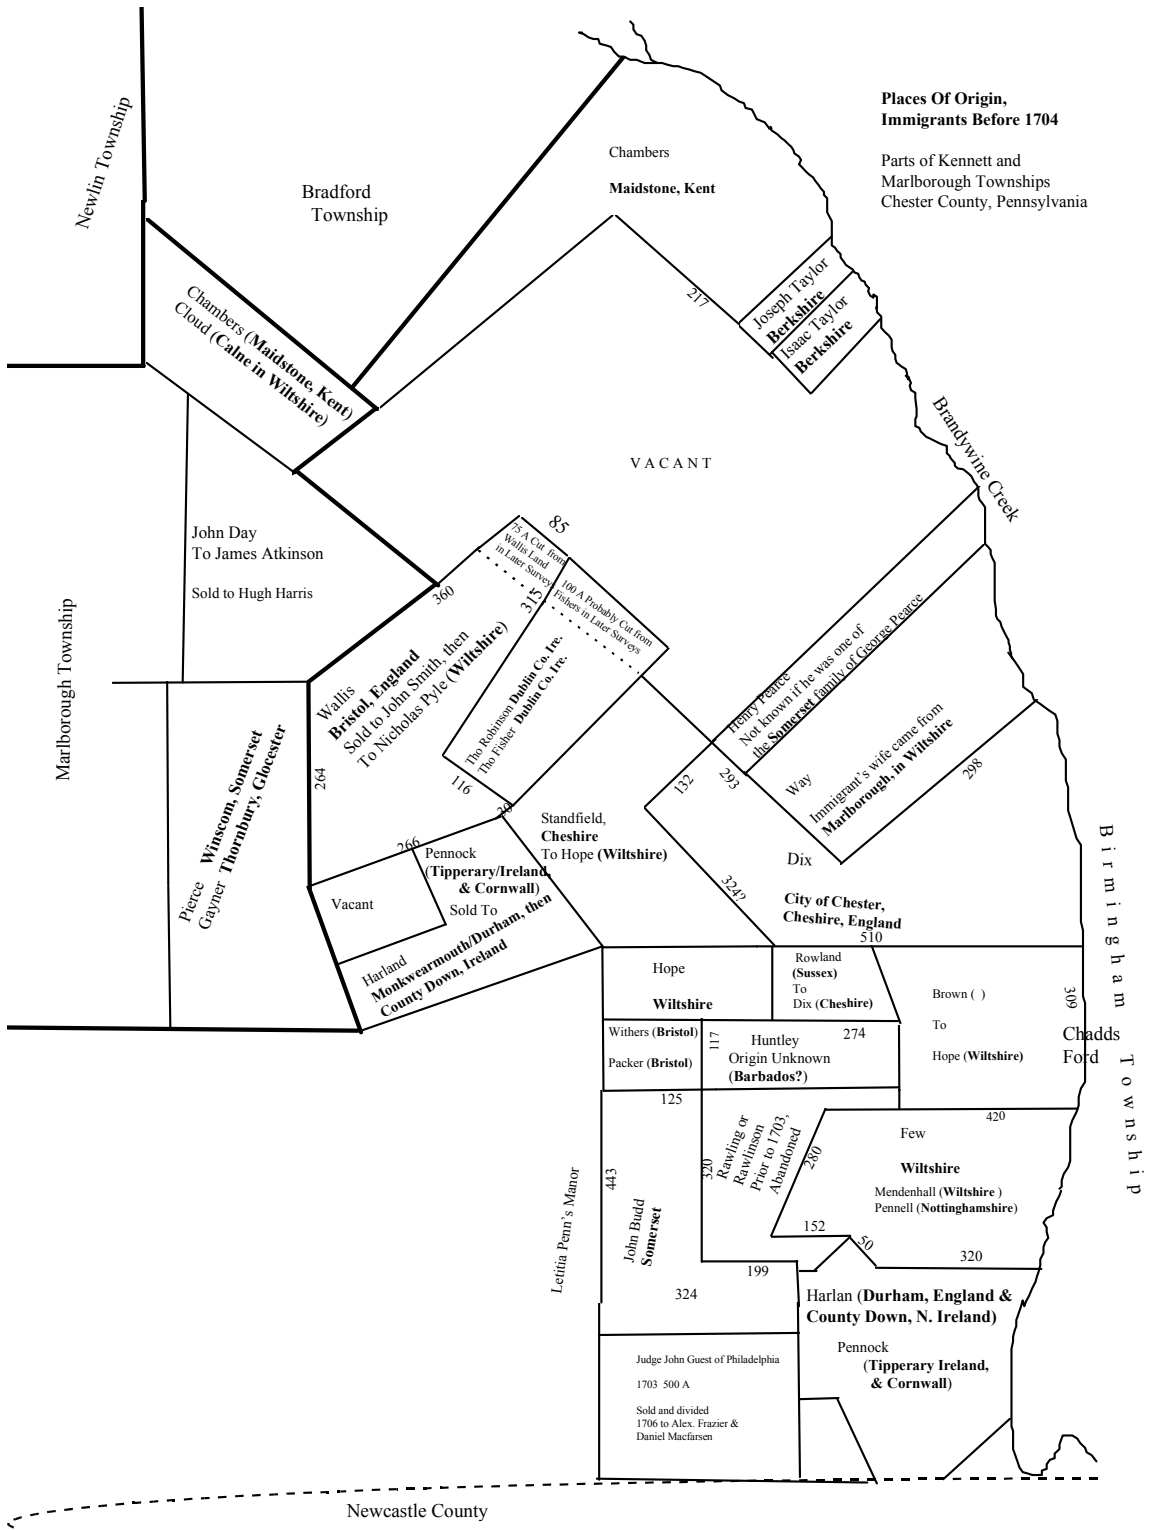 Places Of Origin,
Immigrants Before 1704
Parts of Kennett and
Marlborough Townships
Chester County, Pennsylvania
Newlin Township
Bradford
Township
Chambers
Maidstone, Kent
217
Joseph Taylor
Berkshire
Isaac Taylor
Berkshire
Chambers (Maidstone, Kent)
Cloud (Calne in Wiltshire)
Brandywine Creek
VACANT
John Day
To James Atkinson
Sold to Hugh Harris
Marlborough Township
85
75 A Cut from
Wallis Land
in Later Surveys
100 A Probably Cut from
Fishers in Later Surveys
360
315
Wallis
Bristol, England
Sold to John Smith, then
To Nicholas Pyle (Wiltshire)
Tho Robinson Dublin Co. Ire.
Tho Fisher Dublin Co. Ire.
Henry Pearce
Not known if he was one of
the Somerset family of George Pearce
Way
Immigrant's wife came from
Marlborough, in Wiltshire
298
264
116
39
132
293
Pierce Winscom, Somerset
Gayner Thornbury, Glocester
Standfield,
Cheshire
To Hope (Wiltshire)
266
Pennock
(Tipperary/Ireland,
& Cornwall)
Sold To
Vacant
Harland
Monkwearmouth/Durham, then
County Down, Ireland
324?
Dix
City of Chester,
Cheshire, England
510
Birmingham Township
Hope
Wiltshire
Rowland
(Sussex)
To
Dix (Cheshire)
Brown ( )
To
Hope (Wiltshire)
309
Chadds
Ford
Withers (Bristol)
Packer (Bristol)
117
Huntley
Origin Unknown
(Barbados?)
274
125
420
Rawling or
Rawlinson
Prior to 1703,
Abandoned
320
280
Few
Wiltshire
Mendenhall (Wiltshire )
Pennell (Nottinghamshire)
443
Letitia Penn's Manor
John Budd
Somerset
152
50
320
199
324
Harlan (Durham, England &
County Down, N. Ireland)
Pennock
(Tipperary Ireland,
& Cornwall)
Judge John Guest of Philadelphia
1703 500 A
Sold and divided
1706 to Alex. Frazier &
Daniel Macfarsen
Newcastle County